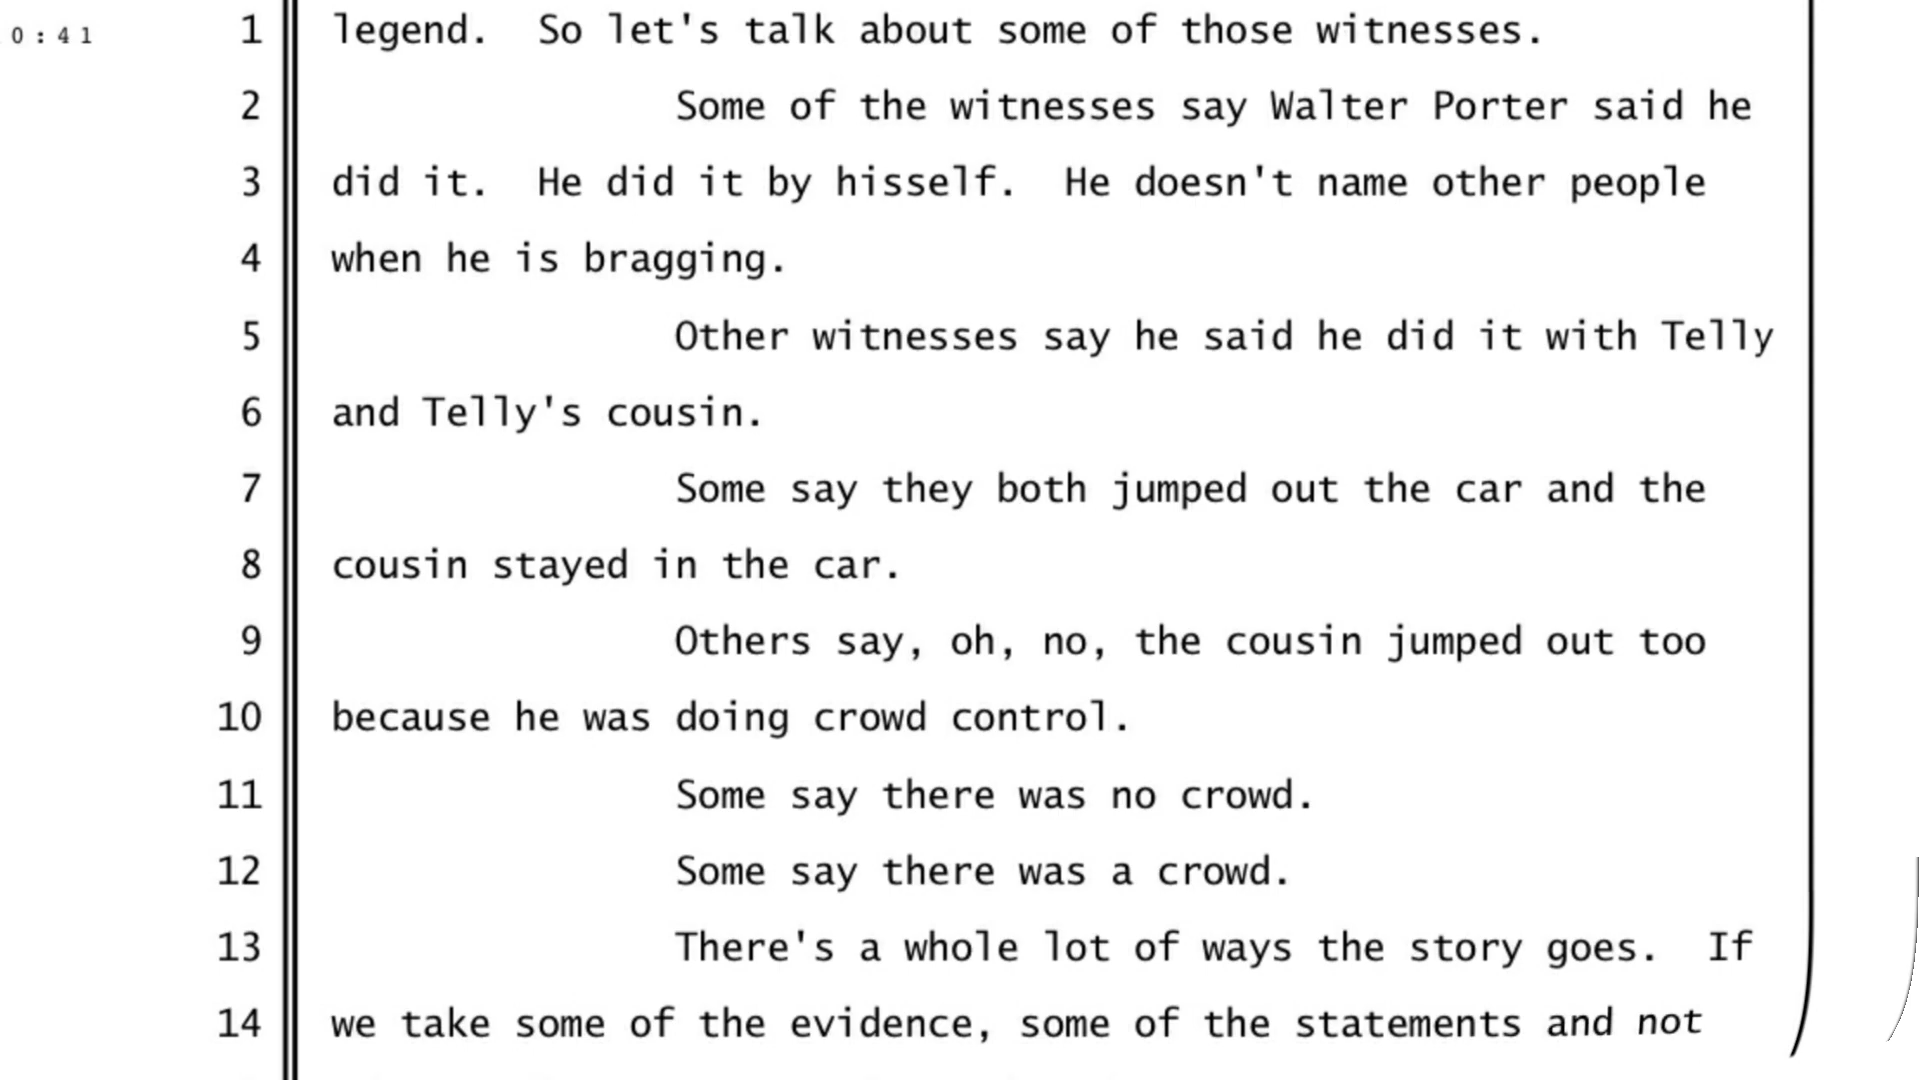 0:41 1 legend.  So let's talk about some of those witnesses.
2 Some of the witnesses say Walter Porter said he
3 did it.  He did it by hisself.  He doesn't name other people
4 when he is bragging.
5 Other witnesses say he said he did it with Telly
6 and Telly's cousin.
7 Some say they both jumped out the car and the
8 cousin stayed in the car.
9 Others say, oh, no, the cousin jumped out too
10 because he was doing crowd control.
11 Some say there was no crowd.
12 Some say there was a crowd.
13 There's a whole lot of ways the story goes.  If
14 we take some of the evidence, some of the statements and not